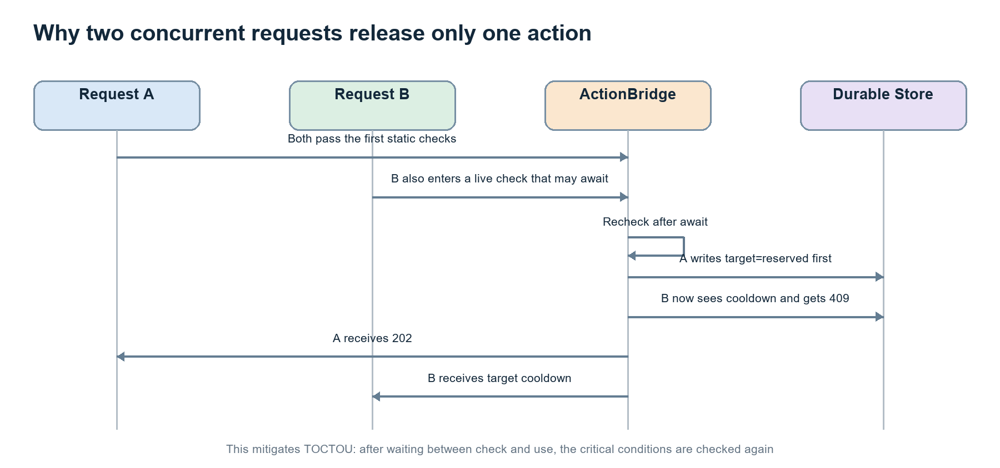 Why two concurrent requests release only one action
Request A
Request B
ActionBridge
Durable Store
Both pass the first static checks
B also enters a live check that may await
Recheck after await
A writes target=reserved first
B now sees cooldown and gets 409
A receives 202
B receives target cooldown
This mitigates TOCTOU: after waiting between check and use, the critical conditions are checked again